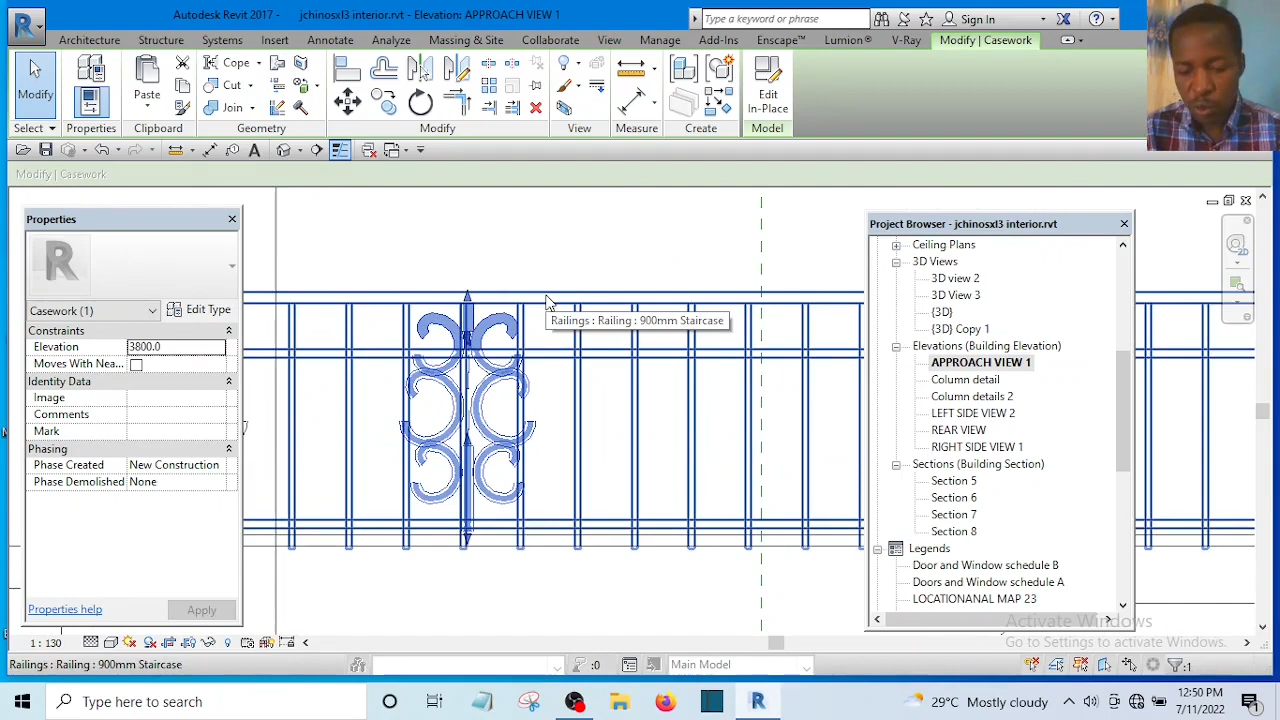 Autodesk Revit 2017 - jchinosxl3 interior.rvt - Elevation: APPROACH VIEW 1
Type a keyword or phrase
Sign In
Architecture Structure Systems Insert Annotate Analyze Massing & Site Collaborate View Manage Add-Ins Enscape™ Lumion® V-Ray Modify | Casework
Modify
Paste
Cope
Cut
Join
Edit
In-Place
Select Properties Clipboard Geometry Modify View Measure Create Model
Modify | Casework
Properties
Casework (1)
Edit Type
Constraints
Elevation 3800.0
Moves With Nea...
Identity Data
Image
Comments
Mark
Phasing
Phase Created New Construction
Phase Demolished None
Properties help
Apply
Railings : Railing : 900mm Staircase
Project Browser - jchinosxl3 interior.rvt
Ceiling Plans
3D Views
3D view 2
3D View 3
{3D}
{3D} Copy 1
Elevations (Building Elevation)
APPROACH VIEW 1
Column detail
Column details 2
LEFT SIDE VIEW 2
REAR VIEW
RIGHT SIDE VIEW 1
Sections (Building Section)
Section 5
Section 6
Section 7
Section 8
Legends
Door and Window schedule B
Doors and Window schedule A
LOCATIONANAL MAP 23
Activate Windows
Go to Settings to activate Windows.
1 : 130
Railings : Railing : 900mm Staircase
:0
Main Model
:1
Type here to search
29°C Mostly cloudy
12:50 PM
7/11/2022